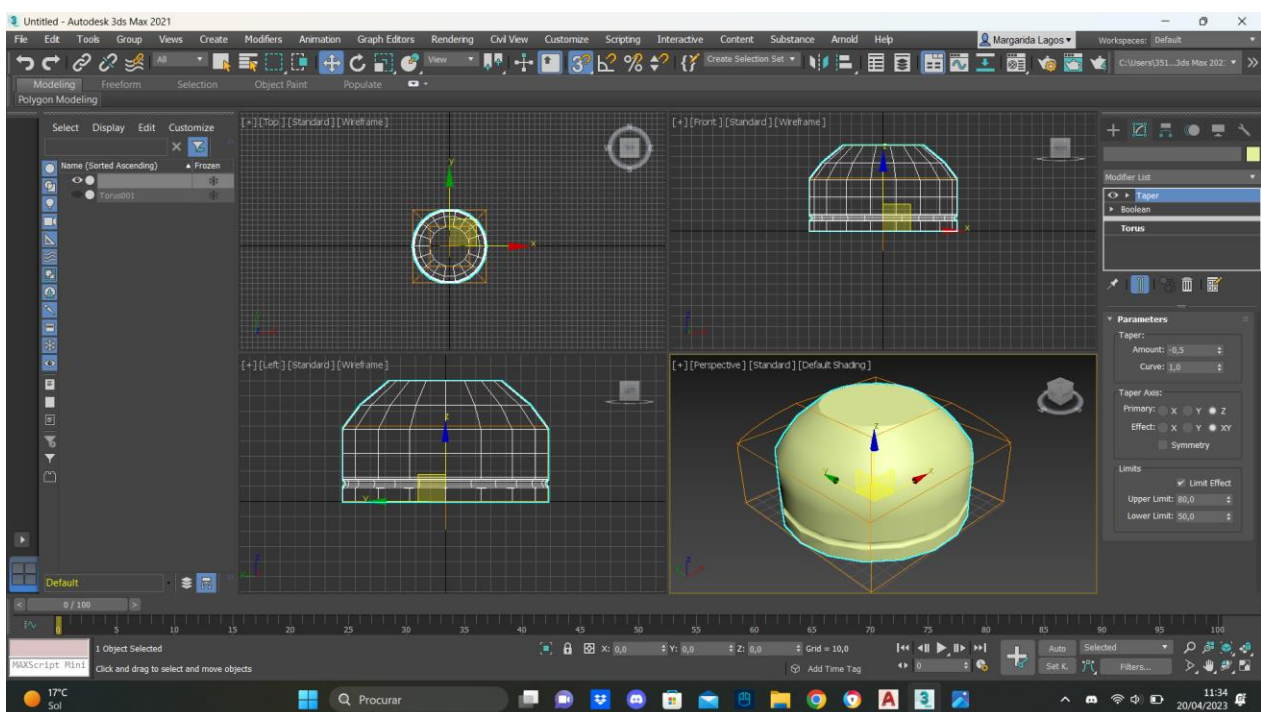 Untitled - Autodesk 3ds Max 2021
File Edit Tools Group Views Create Modifiers Animation Graph Editors Rendering Civil View Customize Scripting Interactive Content Substance Arnold Help Margarida Lagos Workspaces: Default
All View Create Selection Set C:\Users\351...3ds Max 202:
Modeling Freeform Selection Object Paint Populate
Polygon Modeling
Select Display Edit Customize
Name (Sorted Ascending) Frozen
Torus001
Default
[+] [Top ] [Standard ] [Wireframe ]
y
x
[+] [Front ] [Standard ] [Wireframe ]
z
x
[+] [Left ] [Standard ] [Wireframe ]
z
y
[+] [Perspective ] [Standard ] [Default Shading ]
z
y
x
Modifier List
Taper
Boolean
Torus
Parameters
Taper:
Amount: -0,5
Curve: 1,0
Taper Axis:
Primary: X Y Z
Effect: X Y XY
Symmetry
Limits
Limit Effect
Upper Limit: 80,0
Lower Limit: 50,0
0 / 100
0 5 10 15 20 25 30 35 40 45 50 55 60 65 70 75 80 85 90 95 100
1 Object Selected X: 0,0 Y: 0,0 Z: 0,0 Grid = 10,0 Auto Selected
MAXScript Mini Click and drag to select and move objects Add Time Tag 0 Set K. Filters...
17°C
Sol
Procurar
11:34
20/04/2023